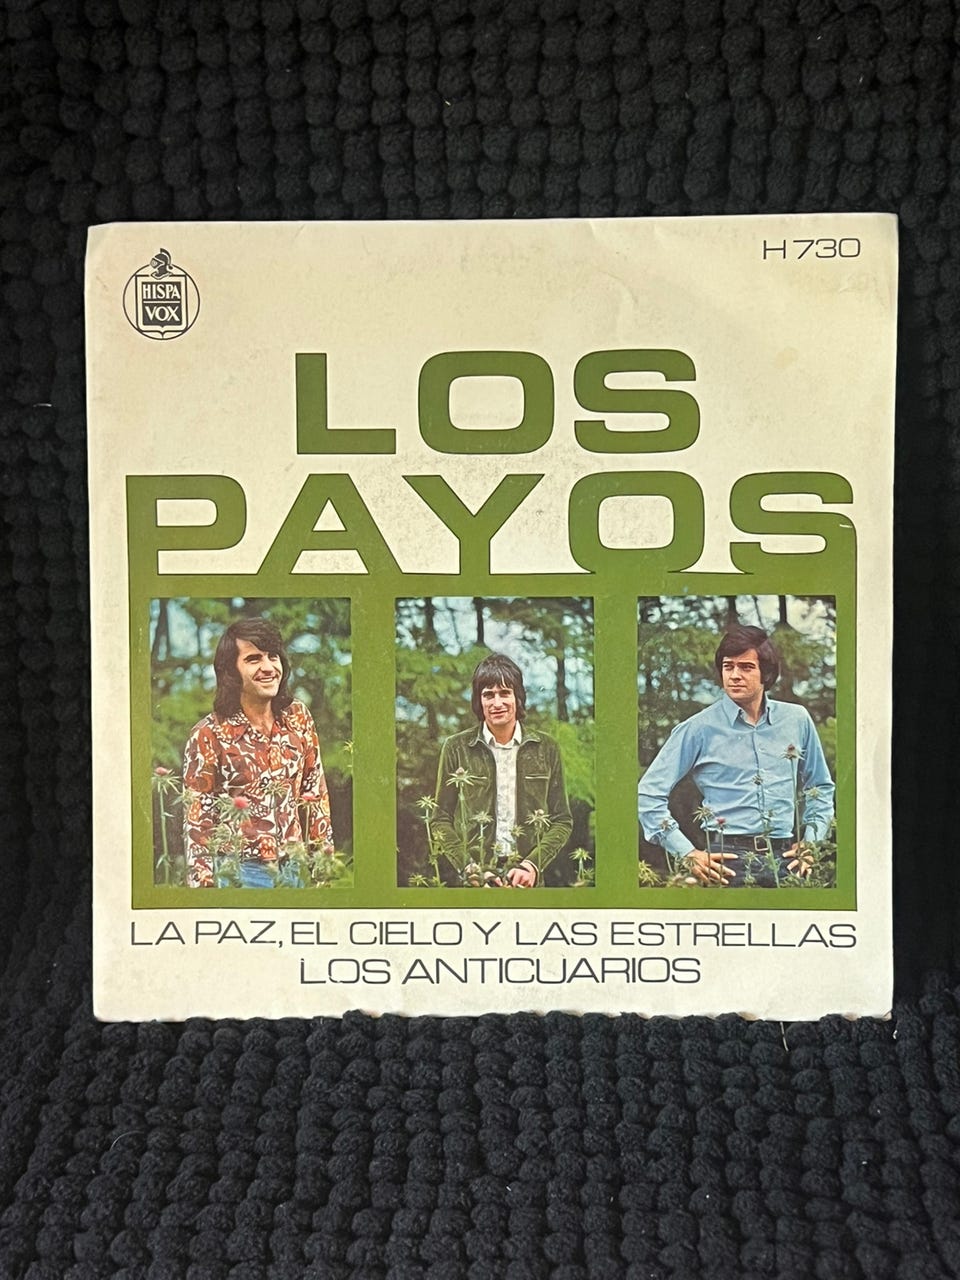 HISPA
VOX
H 730
LOS
PAYOS
LA PAZ, EL CIELO Y LAS ESTRELLAS
LOS ANTICUARIOS